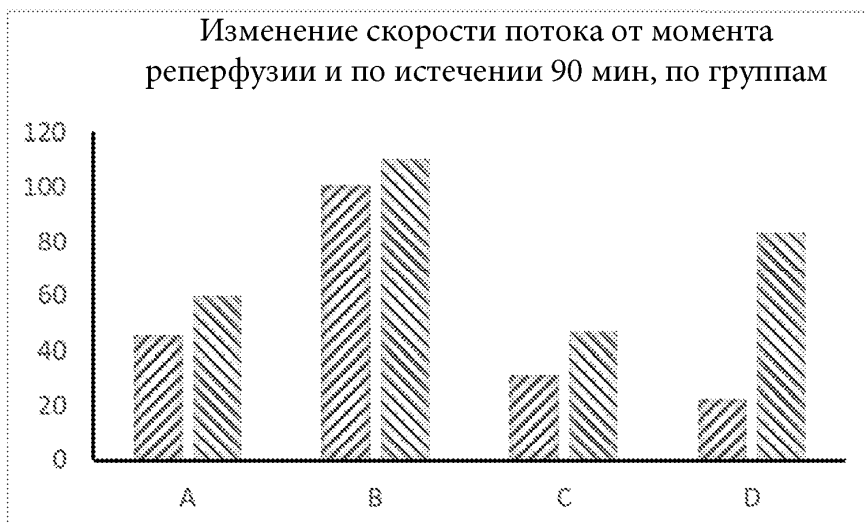 Изменение скорости потока от момента
реперфузии и по истечении 90 мин, по группам
120
100
80
60
40
20
0
A
B
C
D